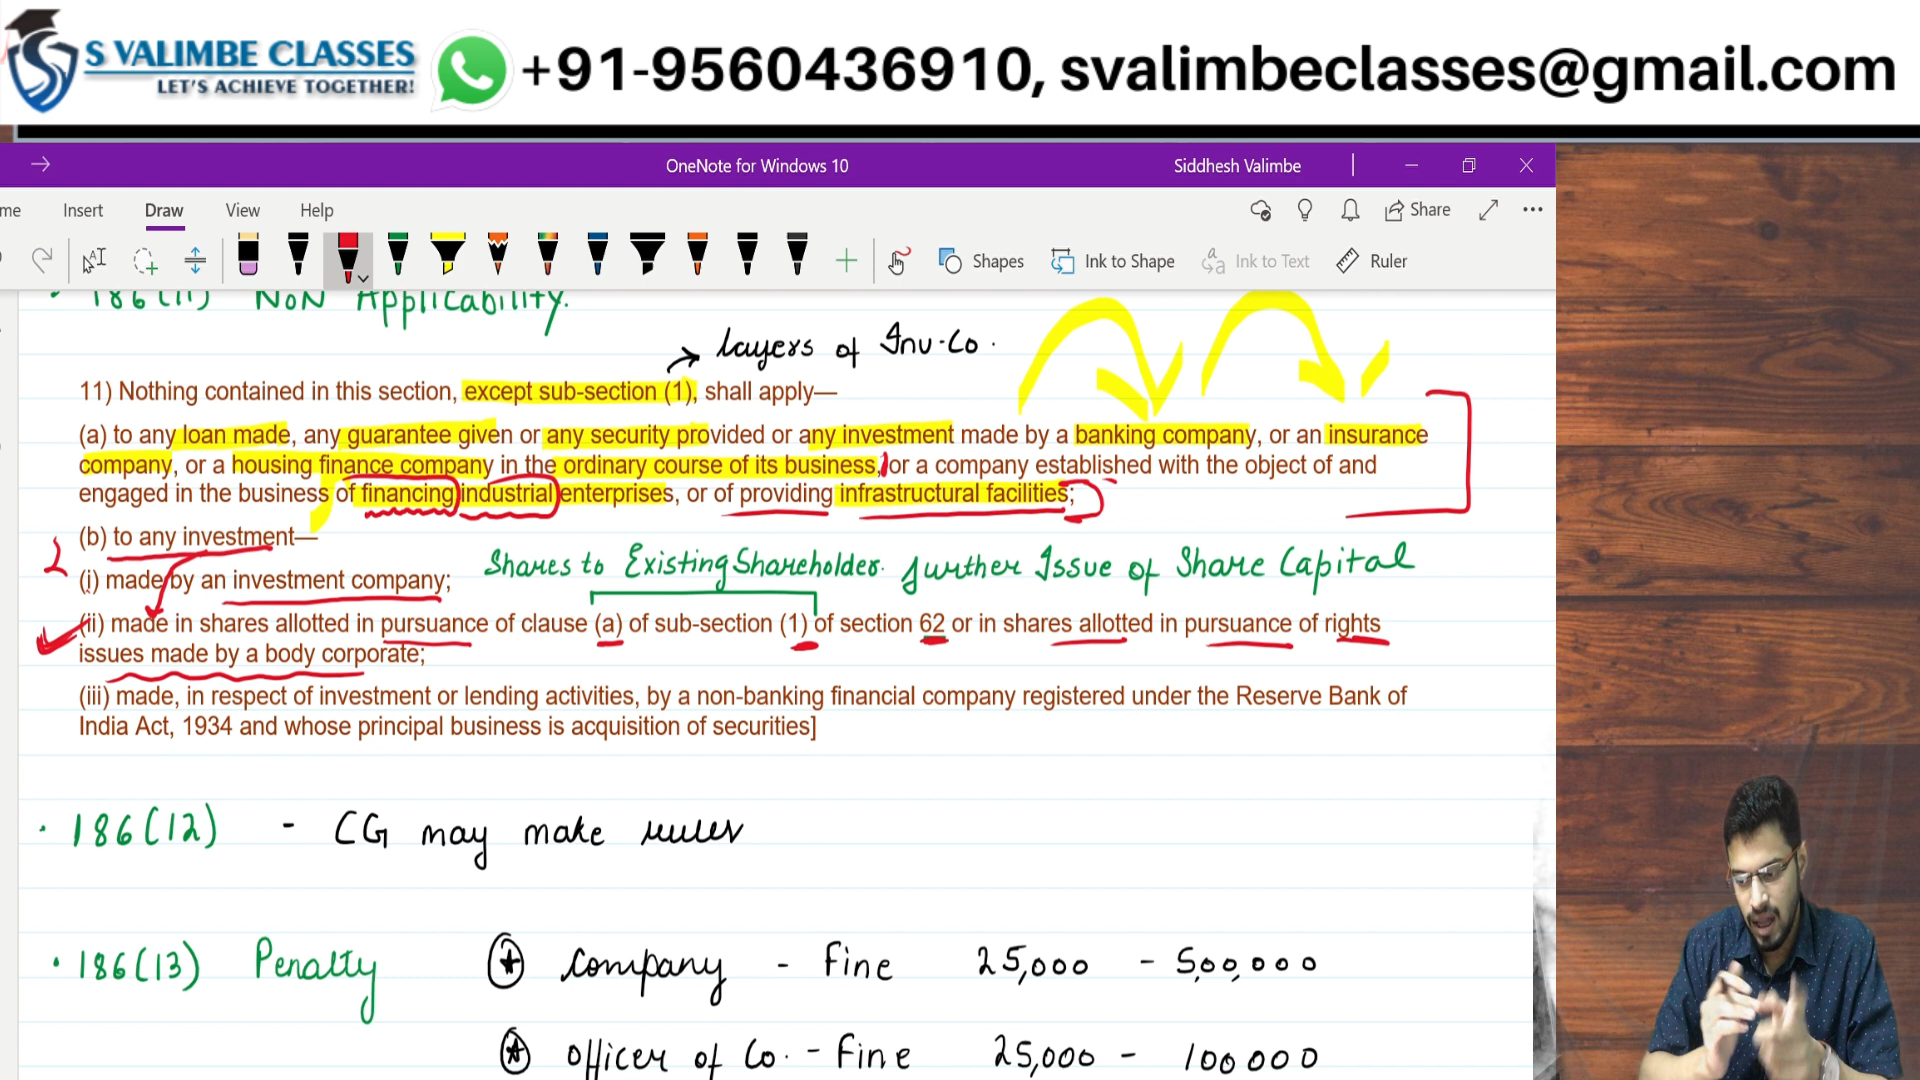 S VALIMBE CLASSES
LET'S ACHIEVE TOGETHER!
+91-9560436910, svalimbeclasses@gmail.com
OneNote for Windows 10
Siddhesh Valimbe
me Insert Draw View Help
Share
Shapes Ink to Shape Ink to Text Ruler
186(11) NON Applicability.
Layers of Inv-Co.
11) Nothing contained in this section, except sub-section (1), shall apply—
(a) to any loan made, any guarantee given or any security provided or any investment made by a banking company, or an insurance
company, or a housing finance company in the ordinary course of its business, or a company established with the object of and
engaged in the business of financing industrial enterprises, or of providing infrastructural facilities;
(b) to any investment—
2
Shares to Existing Shareholder. further Issue of Share Capital
(i) made by an investment company;
(ii) made in shares allotted in pursuance of clause (a) of sub-section (1) of section 62 or in shares allotted in pursuance of rights
issues made by a body corporate;
(iii) made, in respect of investment or lending activities, by a non-banking financial company registered under the Reserve Bank of
India Act, 1934 and whose principal business is acquisition of securities]
186(12) - CG may make rules
186(13) Penalty company - Fine 25,000 - 5,00,000
officer of Co. - Fine 25,000 - 100000